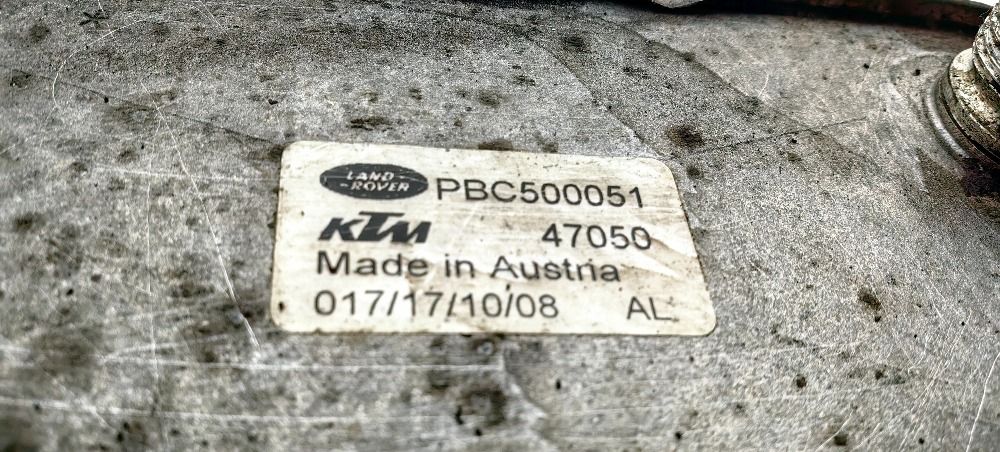 LAND-ROVER PBC500051
KTM 47050
Made in Austria
017/17/10/08 AL